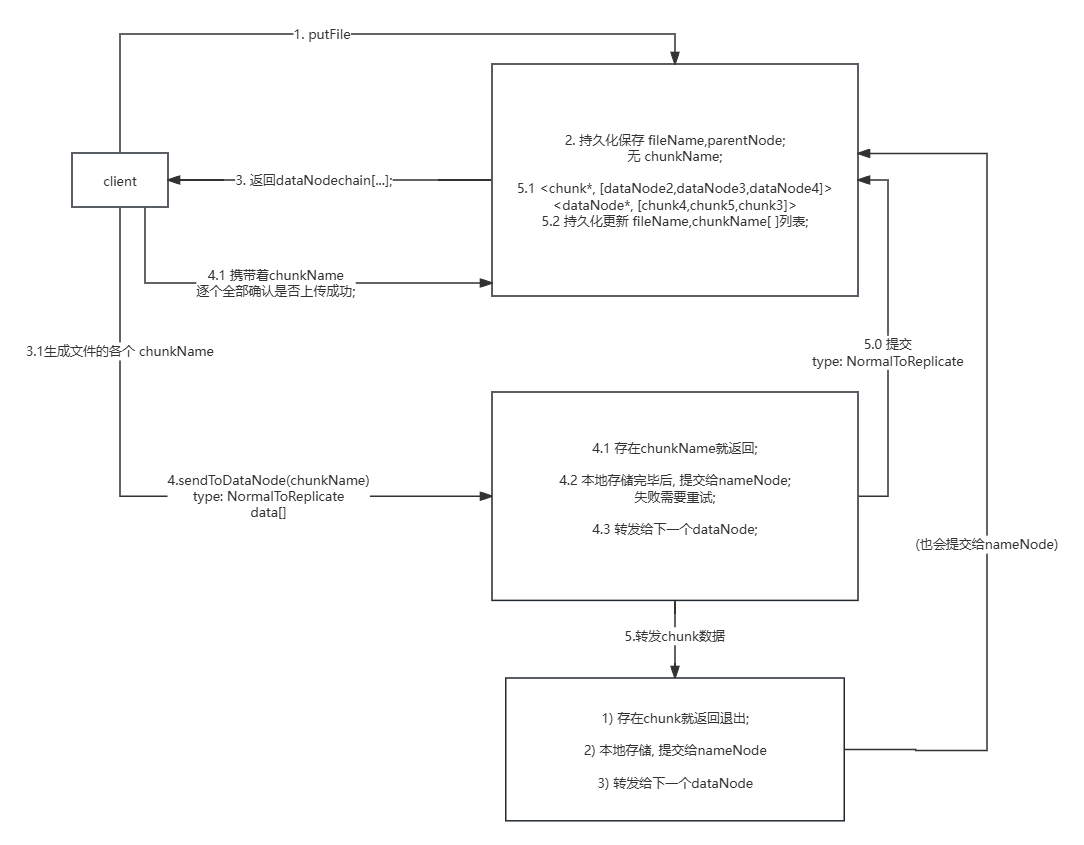 1. putFile
2. 持久化保存 fileName,parentNode;
无 chunkName;
5.1 <chunk*, [dataNode2,dataNode3,dataNode4]>
<dataNode*, [chunk4,chunk5,chunk3]>
5.2 持久化更新 fileName,chunkName[ ]列表;
client
3. 返回dataNodechain[...];
4.1 携带着chunkName
逐个全部确认是否上传成功;
3.1生成文件的各个 chunkName
5.0 提交
type: NormalToReplicate
4.sendToDataNode(chunkName)
type: NormalToReplicate
data[]
4.1 存在chunkName就返回;
4.2 本地存储完毕后, 提交给nameNode;
失败需要重试;
4.3 转发给下一个dataNode;
(也会提交给nameNode)
5.转发chunk数据
1) 存在chunk就返回退出;
2) 本地存储, 提交给nameNode
3) 转发给下一个dataNode